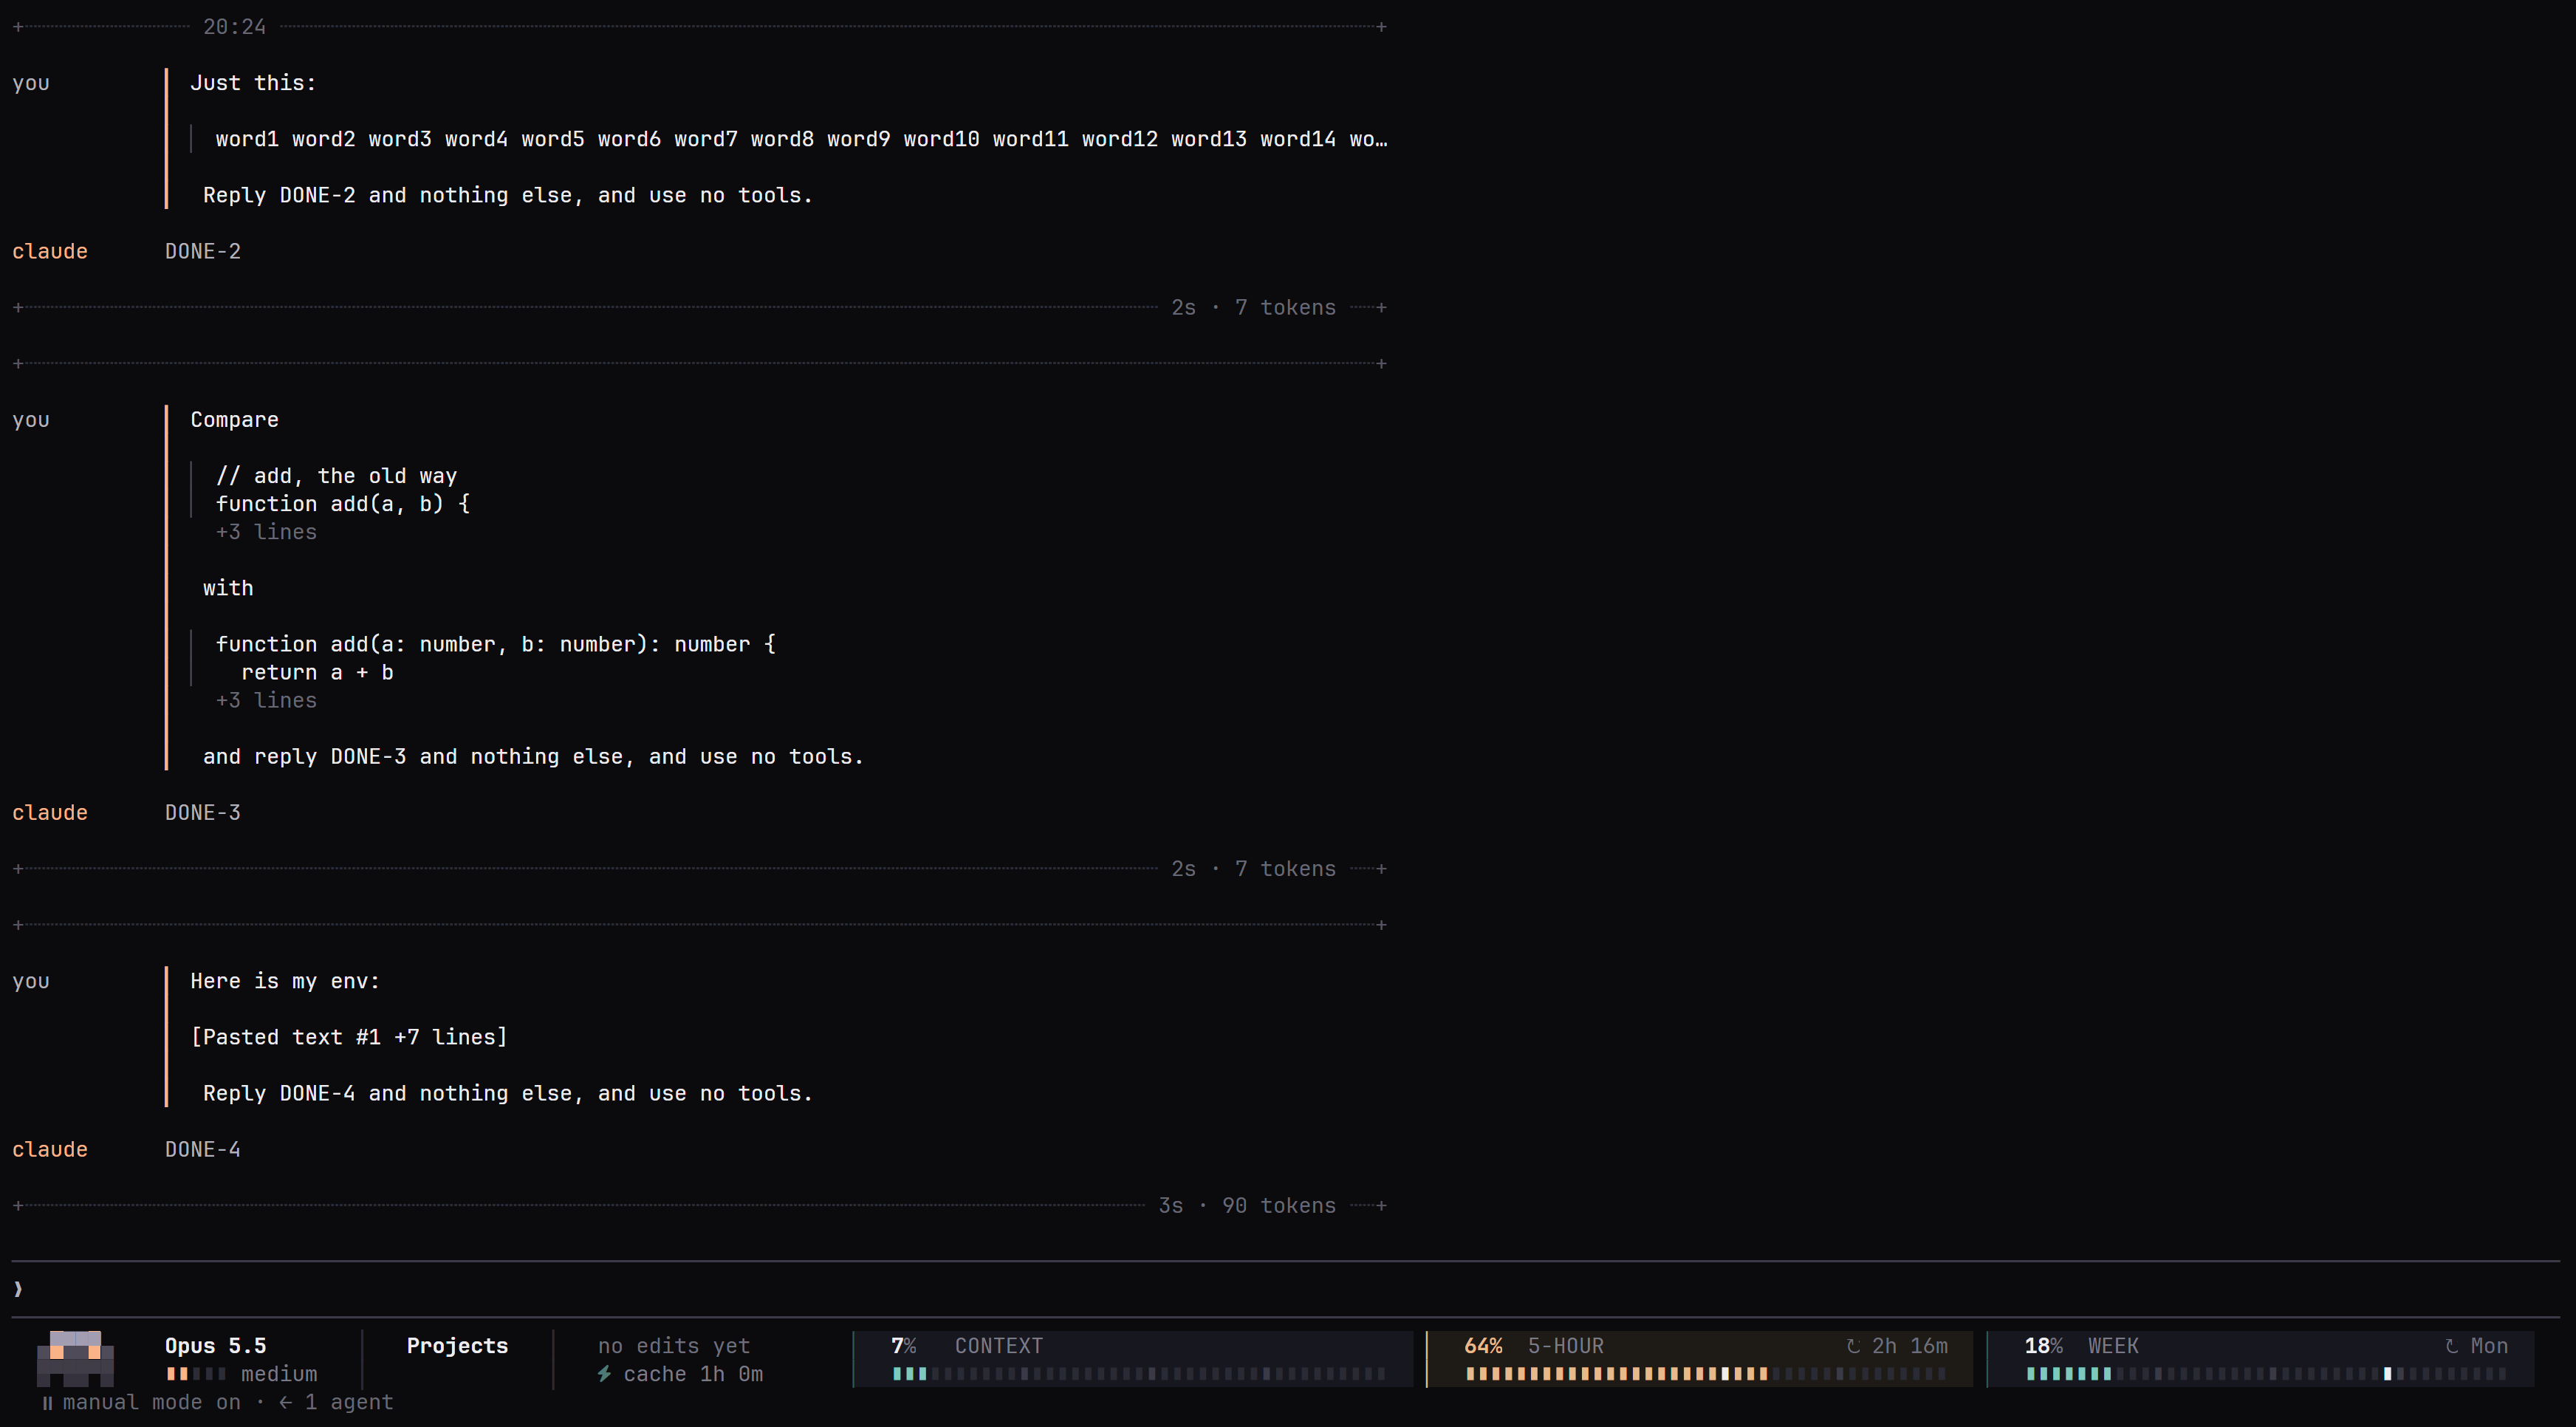 20:24
you Just this:
word1 word2 word3 word4 word5 word6 word7 word8 word9 word10 word11 word12 word13 word14 wo…
Reply DONE-2 and nothing else, and use no tools.
claude DONE-2
2s · 7 tokens
you Compare
// add, the old way
function add(a, b) {
+3 lines
with
function add(a: number, b: number): number {
return a + b
+3 lines
and reply DONE-3 and nothing else, and use no tools.
claude DONE-3
2s · 7 tokens
you Here is my env:
[Pasted text #1 +7 lines]
Reply DONE-4 and nothing else, and use no tools.
claude DONE-4
3s · 90 tokens
❯
Opus 5.5 Projects no edits yet 7% CONTEXT 64% 5-HOUR ↻ 2h 16m 18% WEEK ↻ Mon
medium ⚡ cache 1h 0m
⏸ manual mode on · ← 1 agent